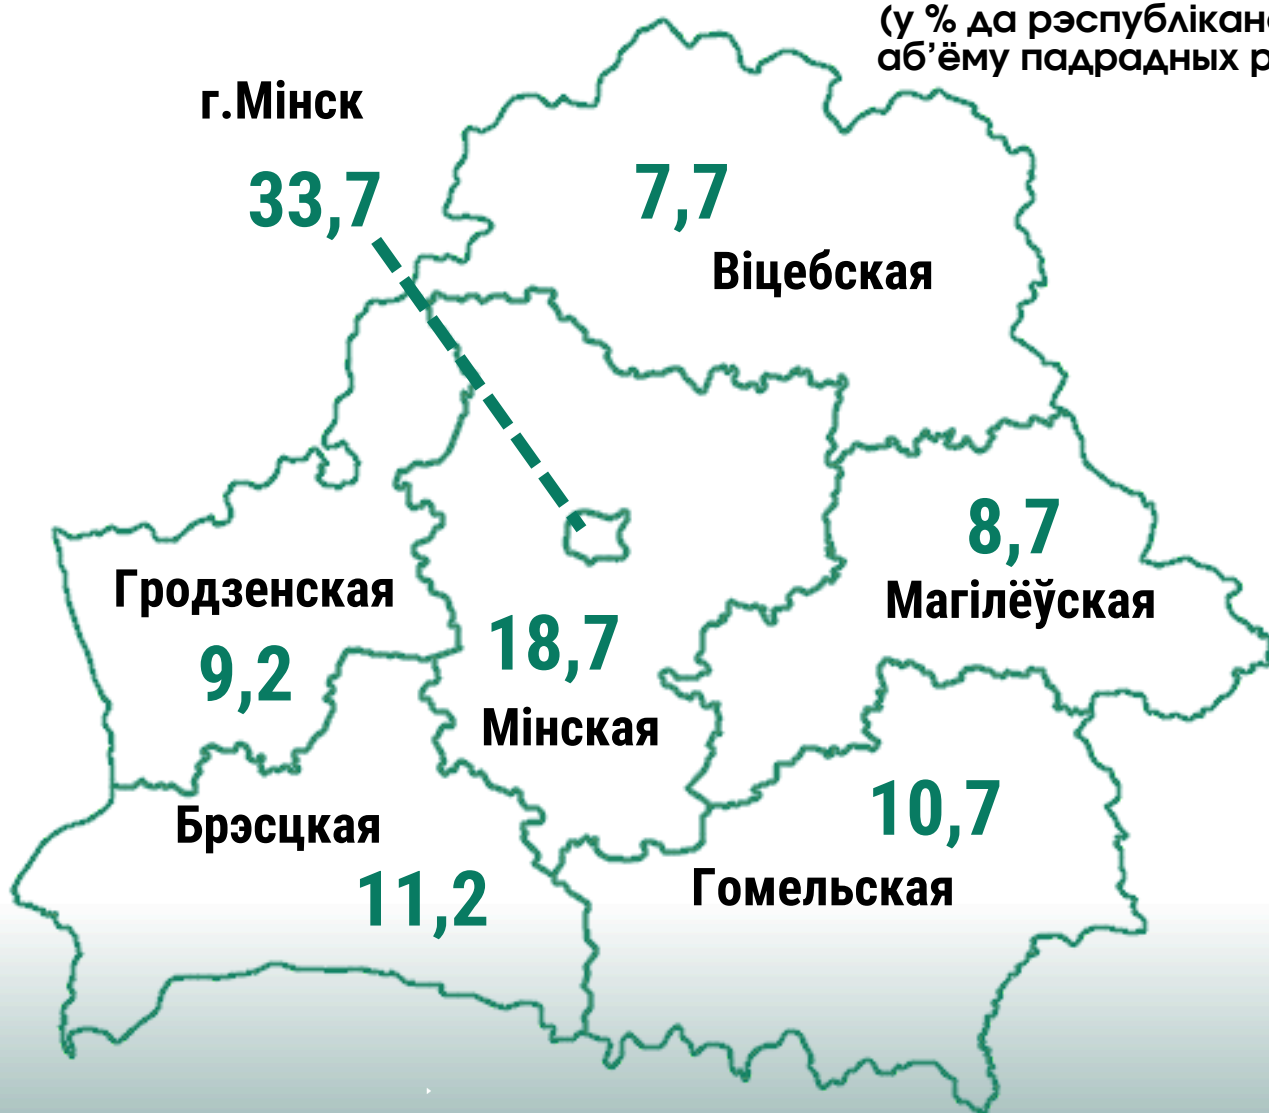 (у % да
аб’ёму падрадных
г.Мінск
33,7
7,7
Віцебская
8,7
Магілёўская
Гродзенская
9,2
18,7
Мінская
10,7
Гомельская
Брэсцкая
11,2